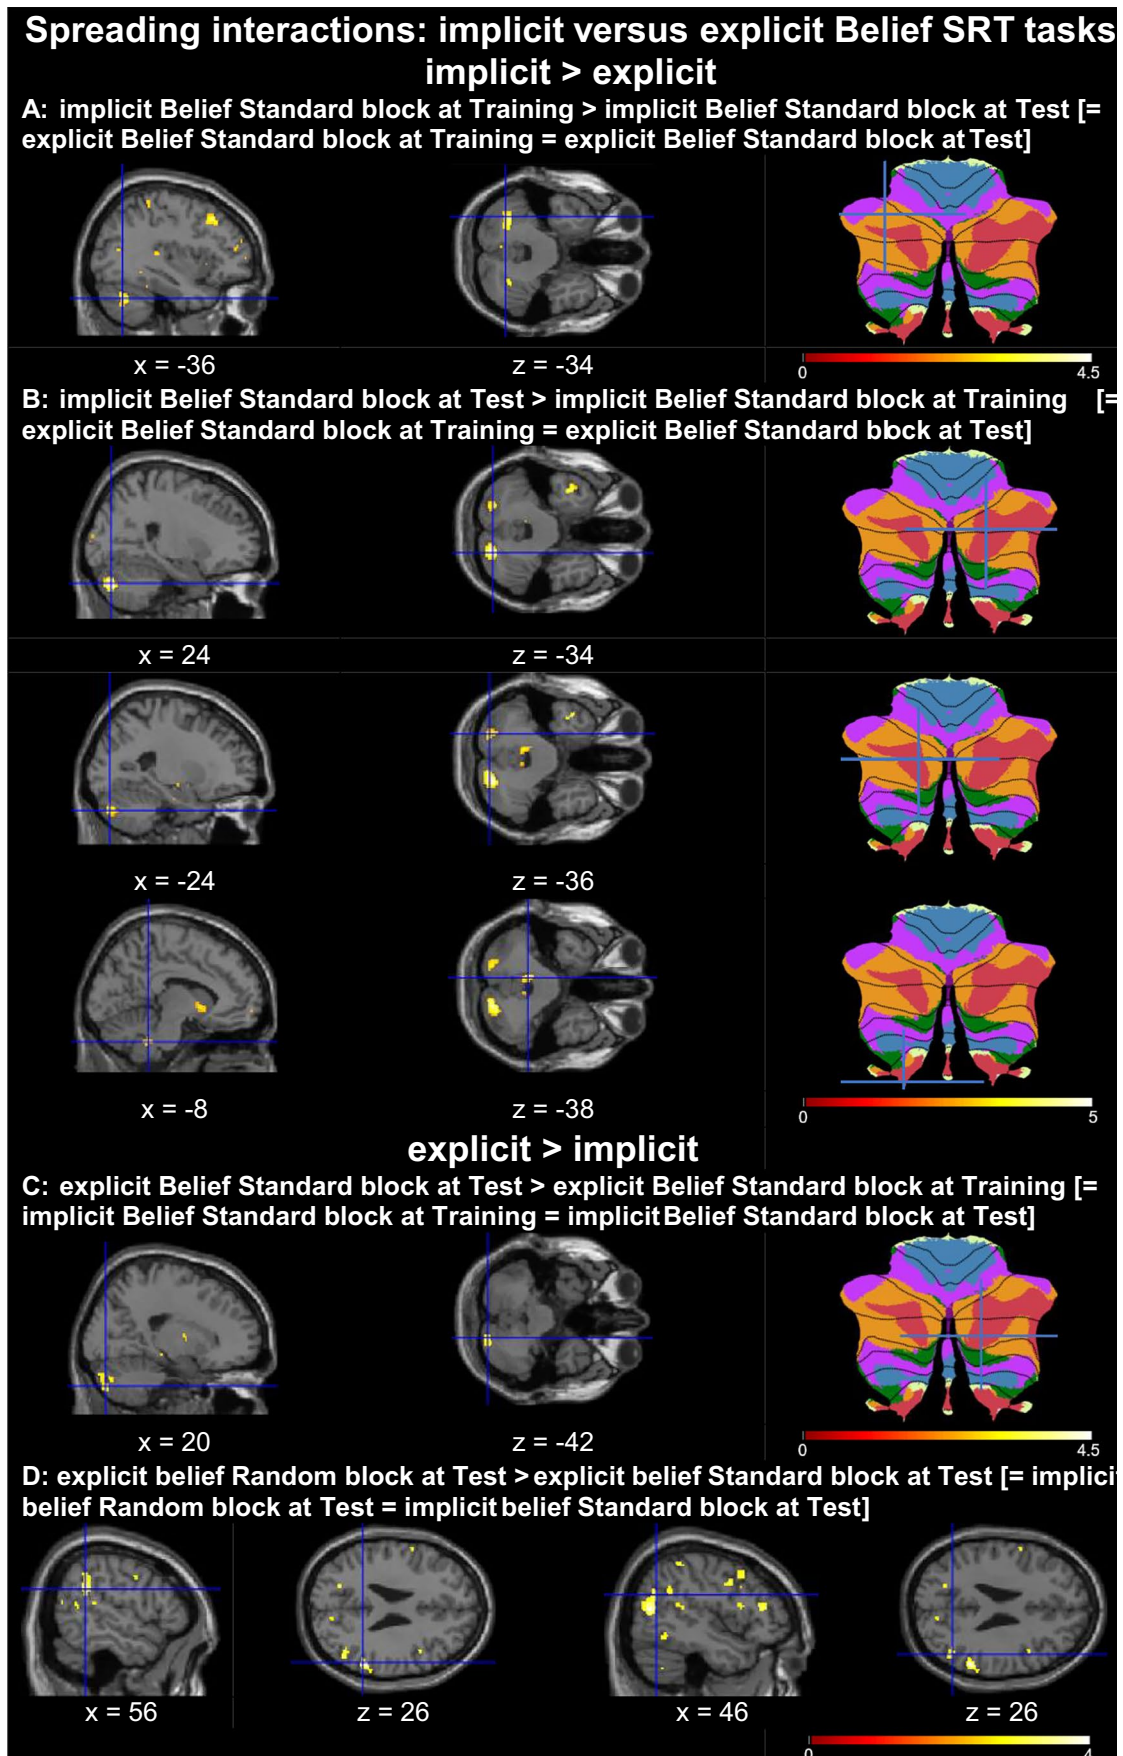 Spreading interactions: implicit versus explicit Belief SRT tasks
implicit > explicit
A: implicit Belief Standard block at Training > implicit Belief Standard block at Test [=
explicit Belief Standard block at Training = explicit Belief Standard block at Test]
x = -36
z = -34
0
4.5
B: implicit Belief Standard block at Test > implicit Belief Standard block at Training [=
explicit Belief Standard block at Training = explicit Belief Standard block at Test]
x = 24
z = -34
x = -24
z = -36
x = -8
z = -38
0
5
explicit > implicit
C: explicit Belief Standard block at Test > explicit Belief Standard block at Training [=
implicit Belief Standard block at Training = implicit Belief Standard block at Test]
x = 20
z = -42
0
4.5
D: explicit belief Random block at Test > explicit belief Standard block at Test [= implicit
belief Random block at Test = implicit belief Standard block at Test]
x = 56
z = 26
x = 46
z = 26
0
4